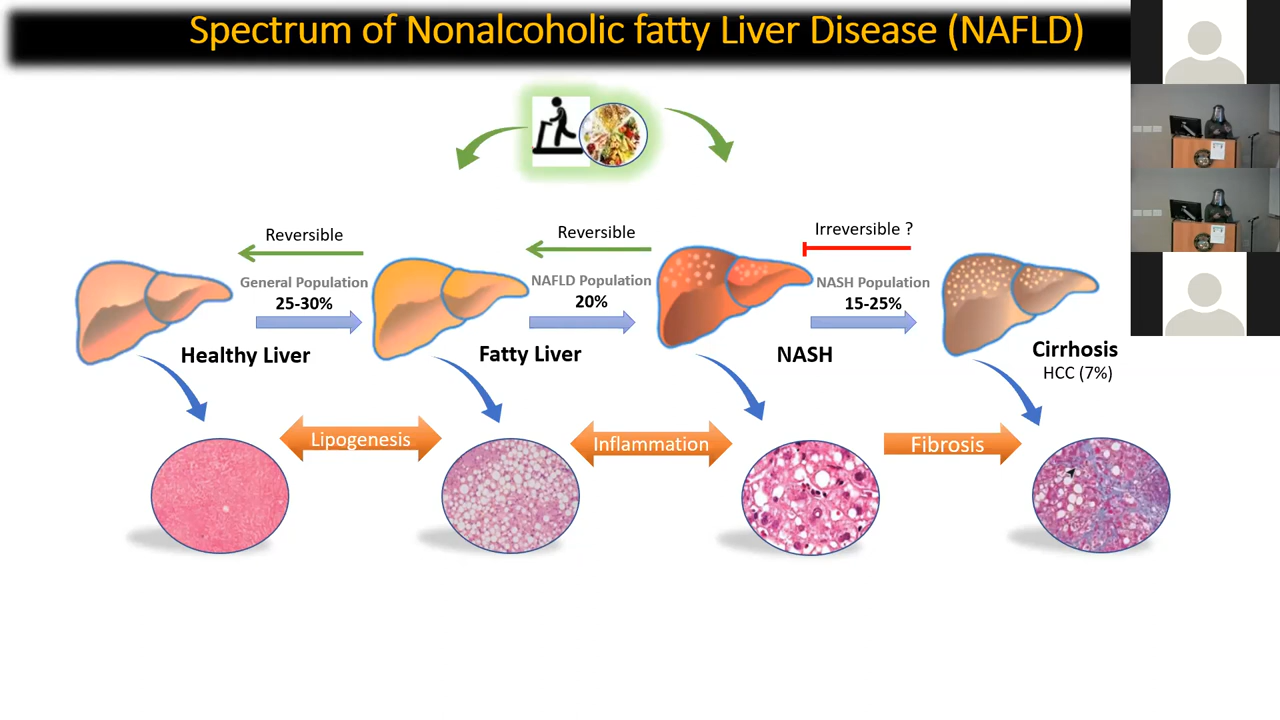 Spectrum of Nonalcoholic fatty Liver Disease (NAFLD)
Reversible
Reversible
Irreversible ?
General Population
25-30%
NAFLD Population
20%
NASH Population
15-25%
Healthy Liver
Fatty Liver
NASH
Cirrhosis
HCC (7%)
Lipogenesis
Inflammation
Fibrosis